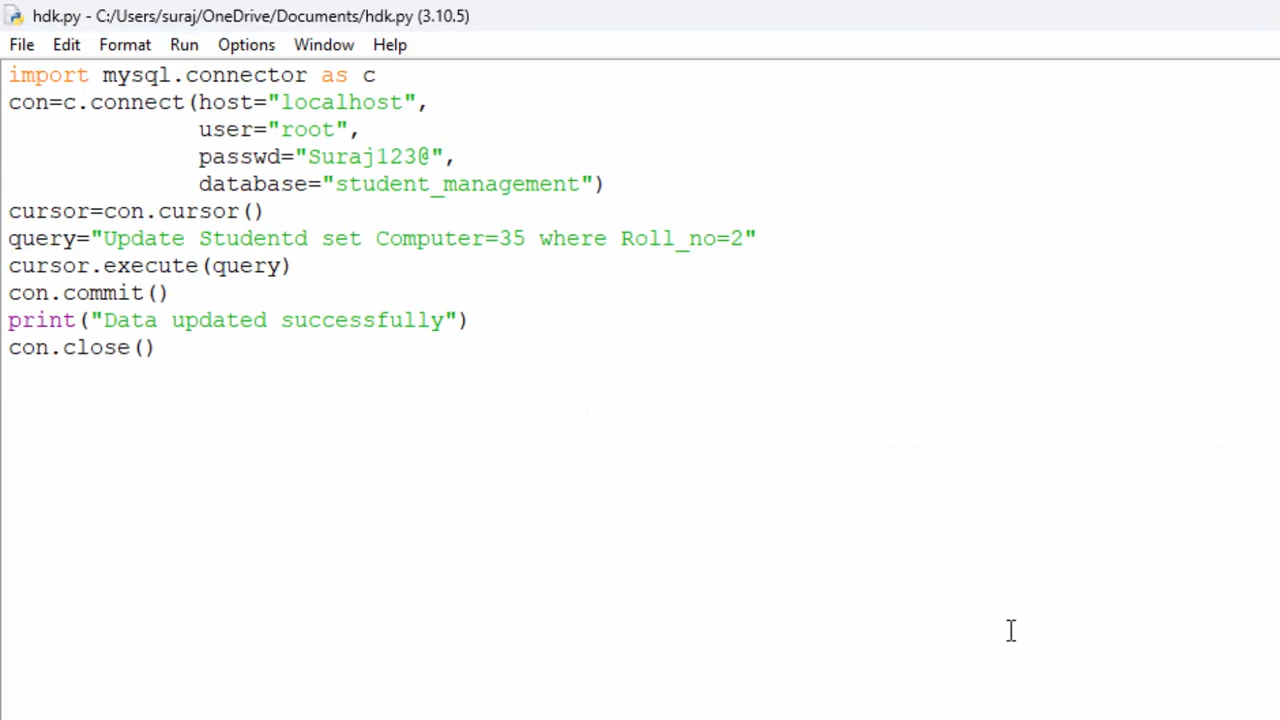 hdk.py - C:/Users/suraj/OneDrive/Documents/hdk.py (3.10.5)
File Edit Format Run Options Window Help
import mysql.connector as c
con=c.connect(host="localhost",
              user="root",
              passwd="Suraj123@",
              database="student_management")
cursor=con.cursor()
query="Update Studentd set Computer=35 where Roll_no=2"
cursor.execute(query)
con.commit()
print("Data updated successfully")
con.close()